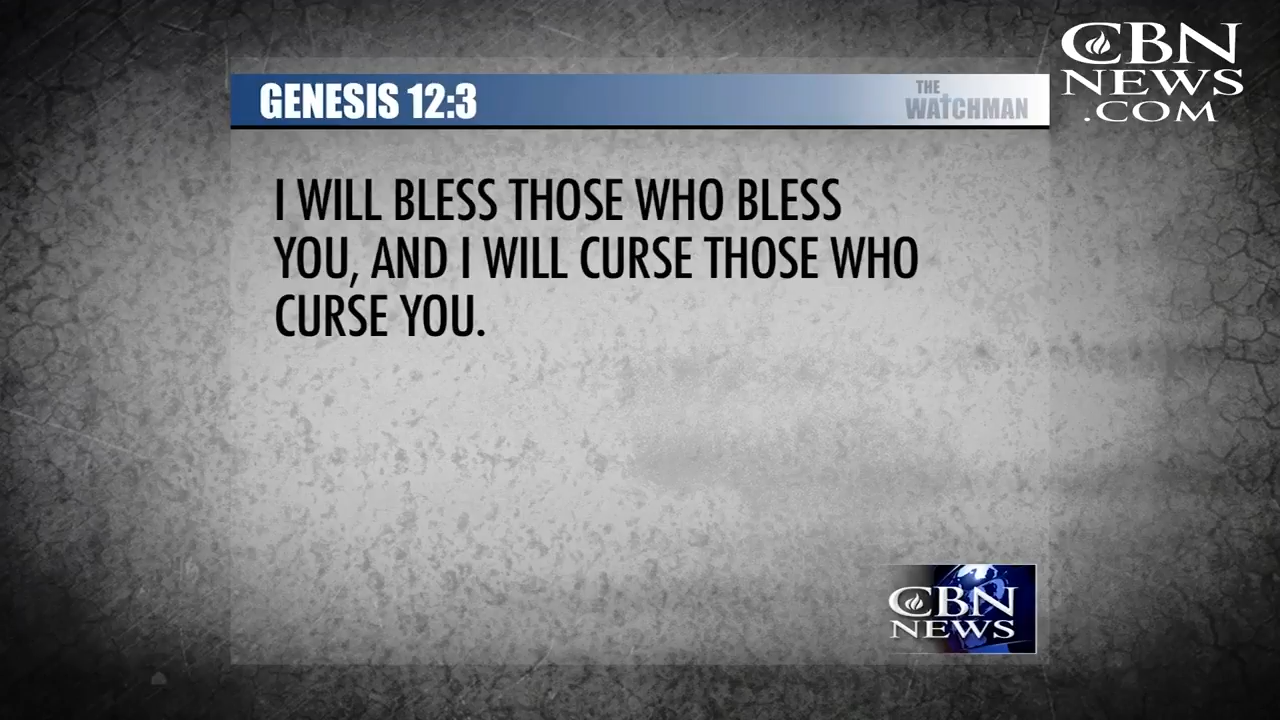 CBN
NEWS
.COM
GENESIS 12:3
THE
WATCHMAN
I WILL BLESS THOSE WHO BLESS
YOU, AND I WILL CURSE THOSE WHO
CURSE YOU.
CBN
NEWS